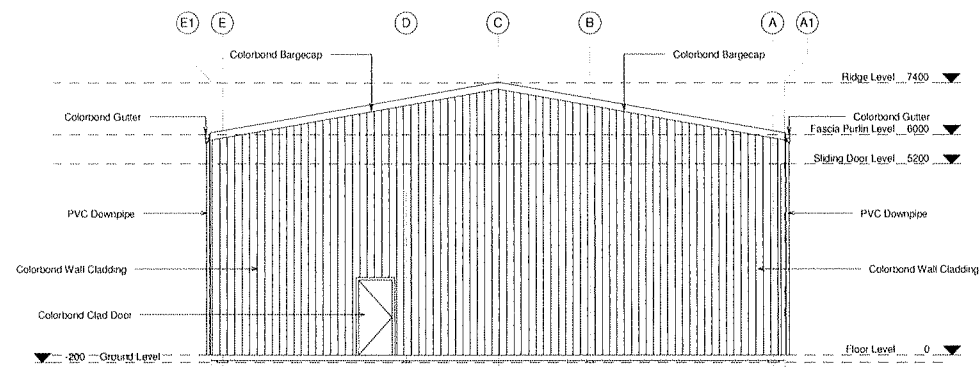 E1 E D C B A A1
Colorbond Bargecap Colorbond Bargecap
Ridge Level 7400
Colorbond Gutter Colorbond Gutter
Fascia Purlin Level 6000
Sliding Door Level 5200
PVC Downpipe PVC Downpipe
Colorbond Wall Cladding Colorbond Wall Cladding
Colorbond Clad Door
-200 Ground Level Floor Level 0